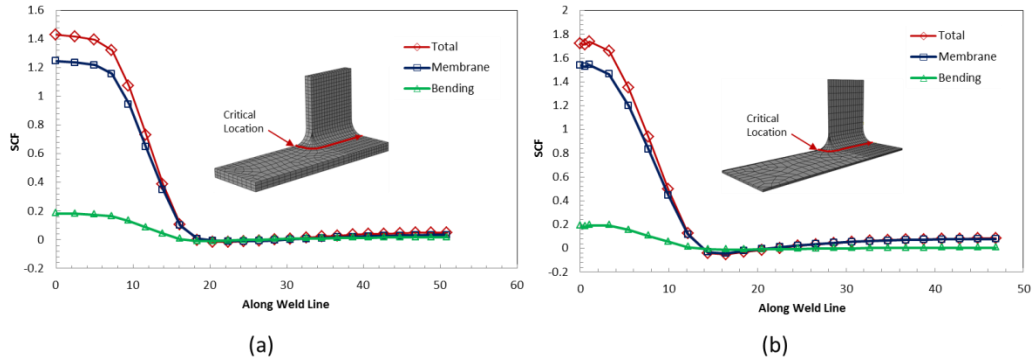 (a)
1.6
1.4
1.2
1
0.8
0.6
0.4
0.2
0
-0.2
SCF
0 10 20 30 40 50 60
Along Weld Line
Total
Membrane
Bending
Critical
Location
(a)
(b)
2
1.8
1.6
1.4
1.2
1
0.8
0.6
0.4
0.2
0
-0.2
SCF
0 10 20 30 40 50
Along Weld Line
Total
Membrane
Bending
Critical
Location
(b)